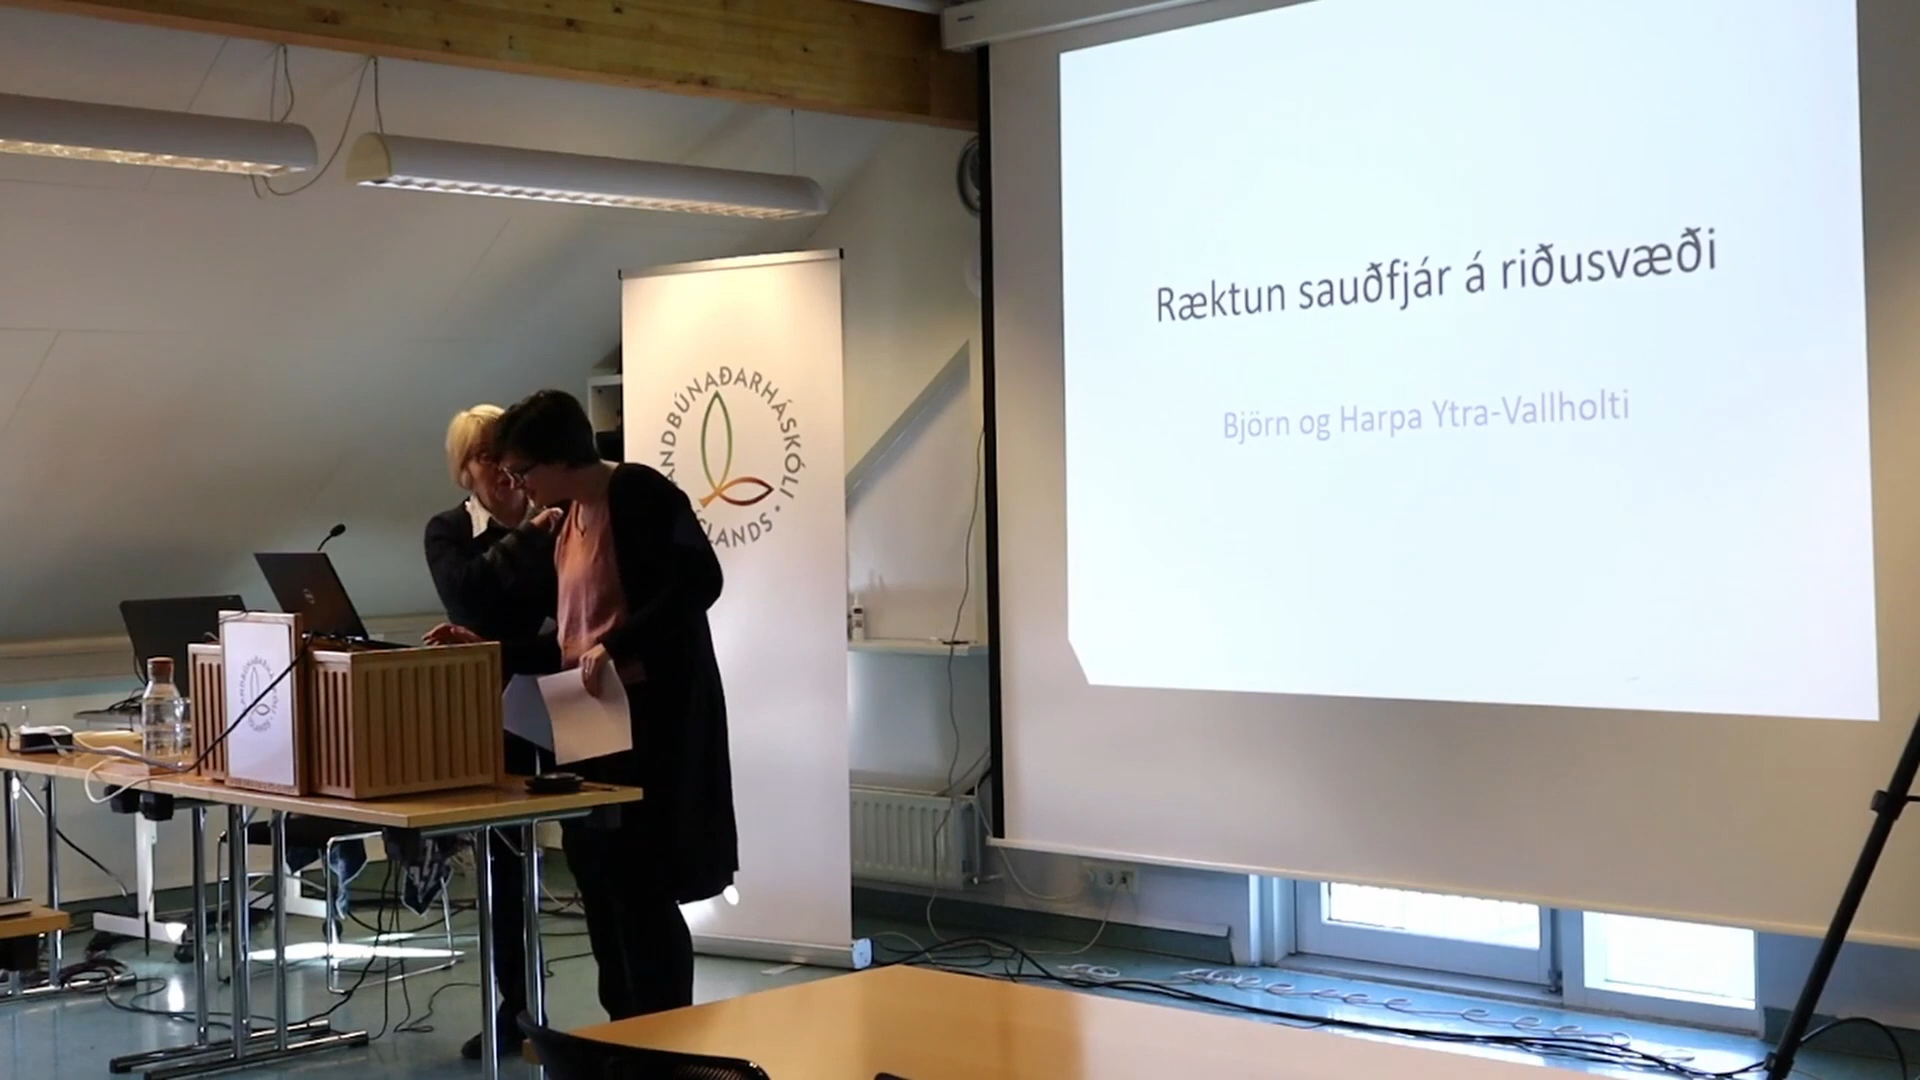 Ræktun sauðfjár á riðusvæði
Björn og Harpa Ytra-Vallholti
LANDBÚNAÐARHÁSKÓLI
ÍSLANDS